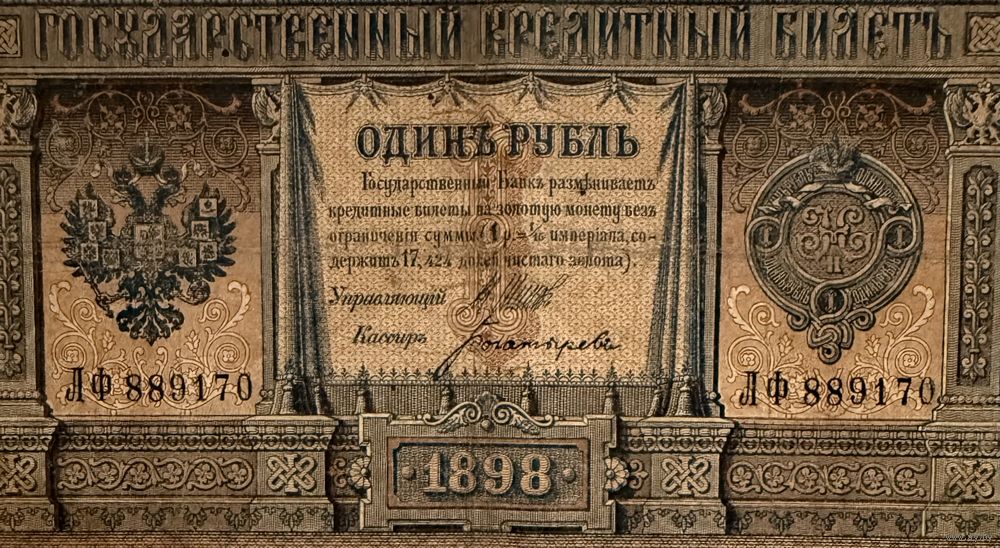 ГОСУДАРСТВЕННЫЙ КРЕДИТНЫЙ БИЛЕТЪ
ОДИНЪ РУБЛЬ
Государственный Банкъ размѣниваетъ
кредитные билеты на золотую монету безъ
ограниченія суммы (1 р. = 1/15 имперіала, со-
держитъ 17,424 долей чистаго золота).
Управляющій
Кассиръ
ЛФ 889170
ЛФ 889170
1898